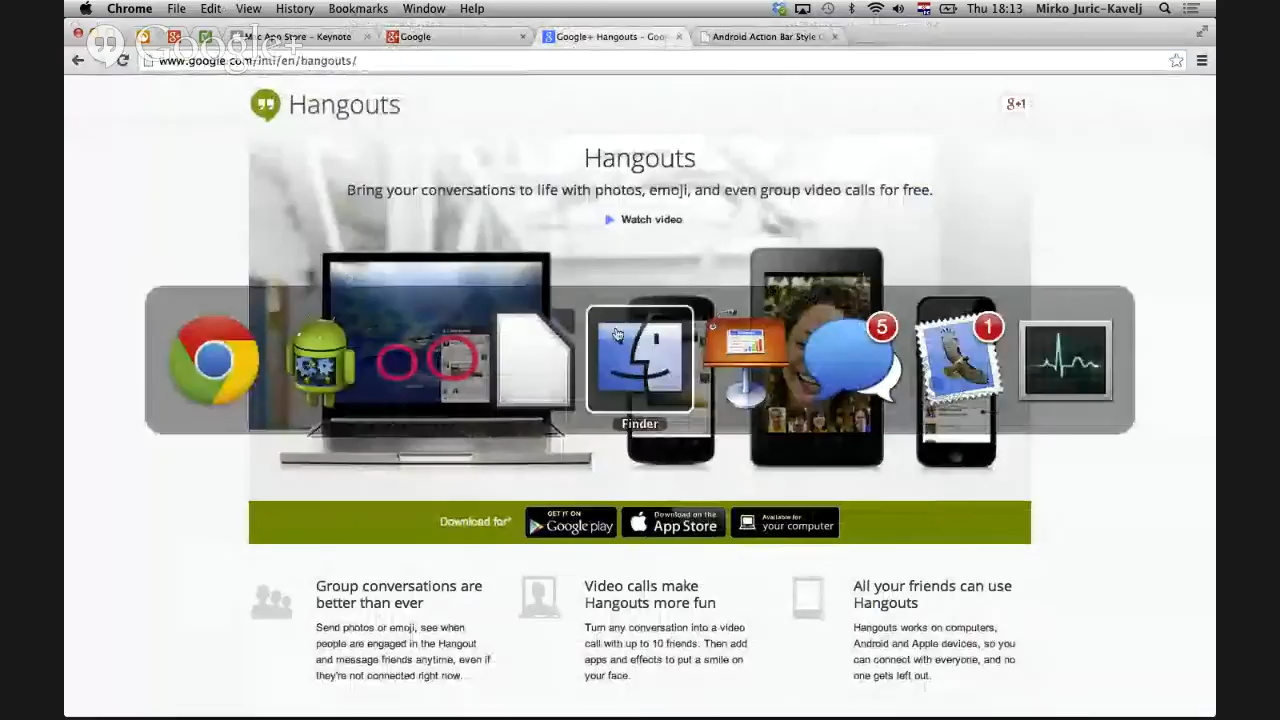 Chrome File Edit View History Bookmarks Window Help Thu 18:13 Mirko Juric-Kavelj
Google+
Mac App Store - Keynote Google Google+ Hangouts - Goo Android Action Bar Style G
www.google.com/intl/en/hangouts/
Hangouts
g+1
Hangouts
Bring your conversations to life with photos, emoji, and even group video calls for free.
Watch video
5
1
Finder
Download for*
GET IT ON
Google play
Download on the
App Store
Available for
your computer
Group conversations are
better than ever
Send photos or emoji, see when
people are engaged in the Hangout
and message friends anytime, even if
they're not connected right now.
Video calls make
Hangouts more fun
Turn any conversation into a video
call with up to 10 friends. Then add
apps and effects to put a smile on
your face.
All your friends can use
Hangouts
Hangouts works on computers,
Android and Apple devices, so you
can connect with everyone, and no
one gets left out.